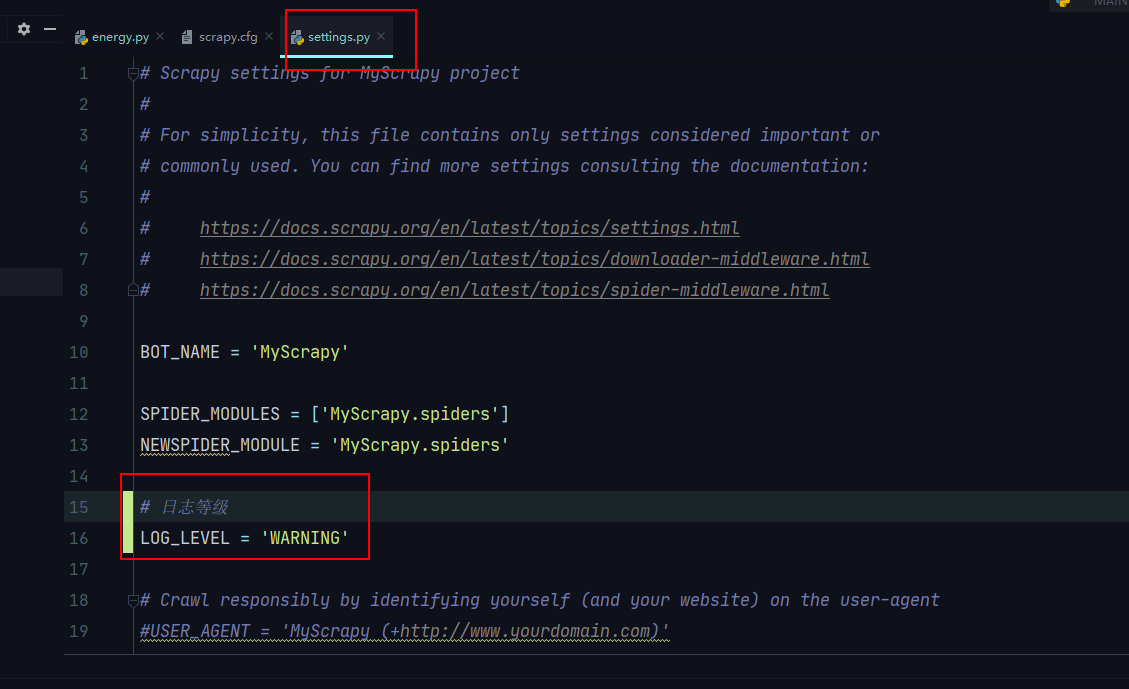 MAIN
energy.py
scrapy.cfg
settings.py
1 # Scrapy settings for MyScrapy project
2 #
3 # For simplicity, this file contains only settings considered important or
4 # commonly used. You can find more settings consulting the documentation:
5 #
6 # https://docs.scrapy.org/en/latest/topics/settings.html
7 # https://docs.scrapy.org/en/latest/topics/downloader-middleware.html
8 # https://docs.scrapy.org/en/latest/topics/spider-middleware.html
9
10 BOT_NAME = 'MyScrapy'
11
12 SPIDER_MODULES = ['MyScrapy.spiders']
13 NEWSPIDER_MODULE = 'MyScrapy.spiders'
14
15 # 日志等级
16 LOG_LEVEL = 'WARNING'
17
18 # Crawl responsibly by identifying yourself (and your website) on the user-agent
19 #USER_AGENT = 'MyScrapy (+http://www.yourdomain.com)'